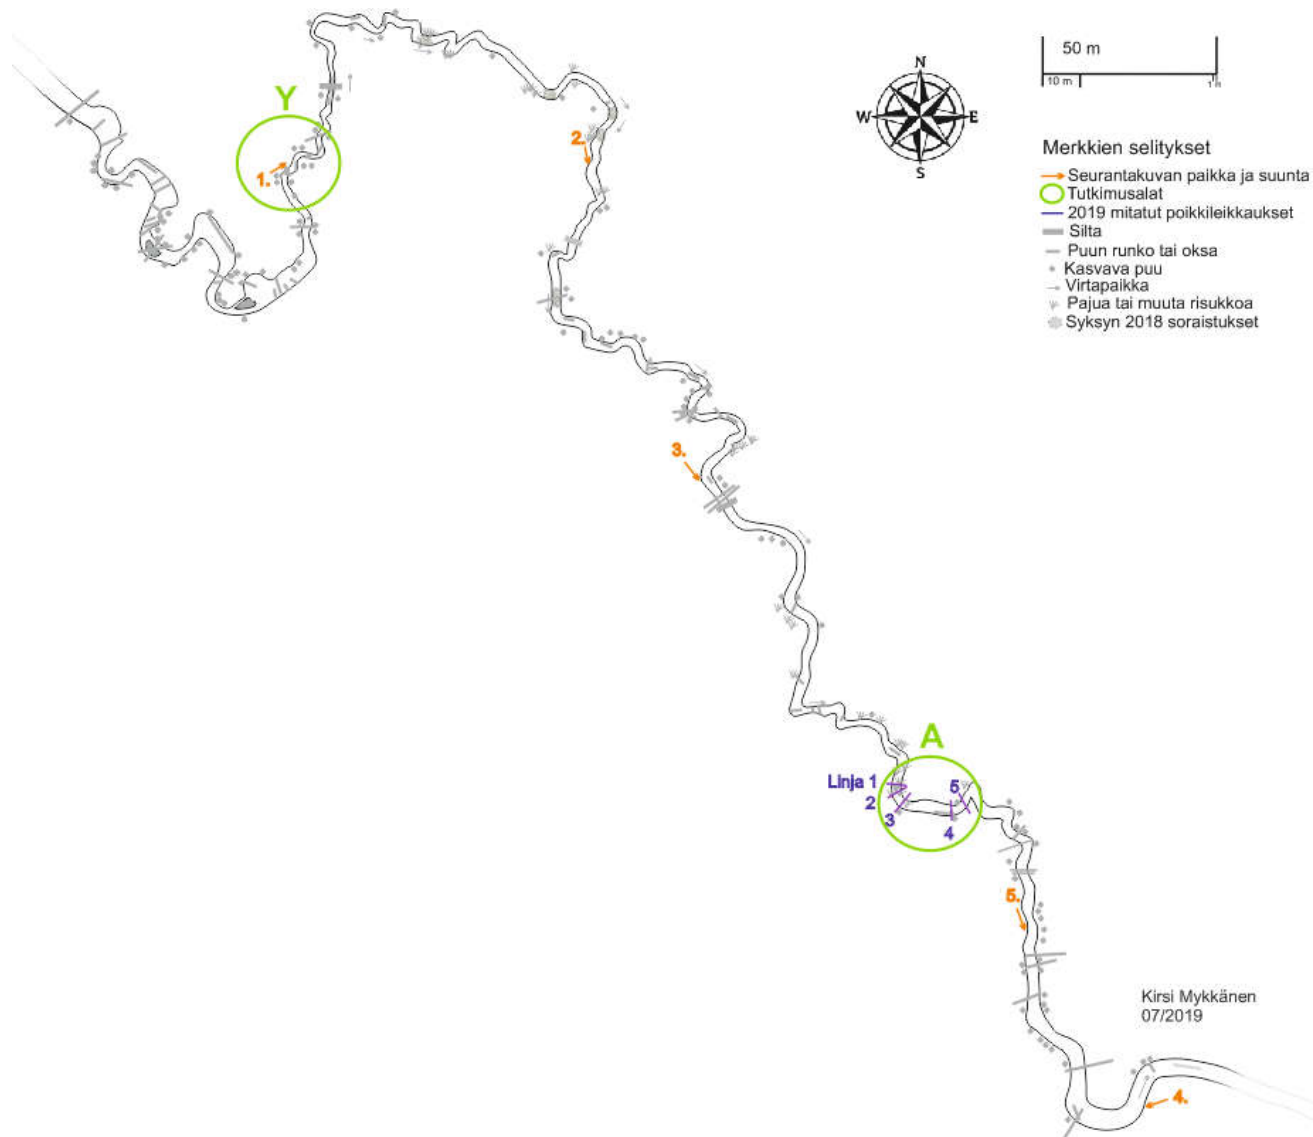 50 m
10 m
N
W
E
S
Merkkien selitykset
Seurantakuvan paikka ja suunta
Tutkimusalat
2019 mitatut poikkileikkaukset
Silta
Puun runko tai oksa
Kasvava puu
Virtapaikka
Pajua tai muuta risukkoa
Syksyn 2018 soraistukset
Y
1.
2.
3.
A
Linja 1
2
3
4
5
5.
4.
Kirsi Mykkänen
07/2019